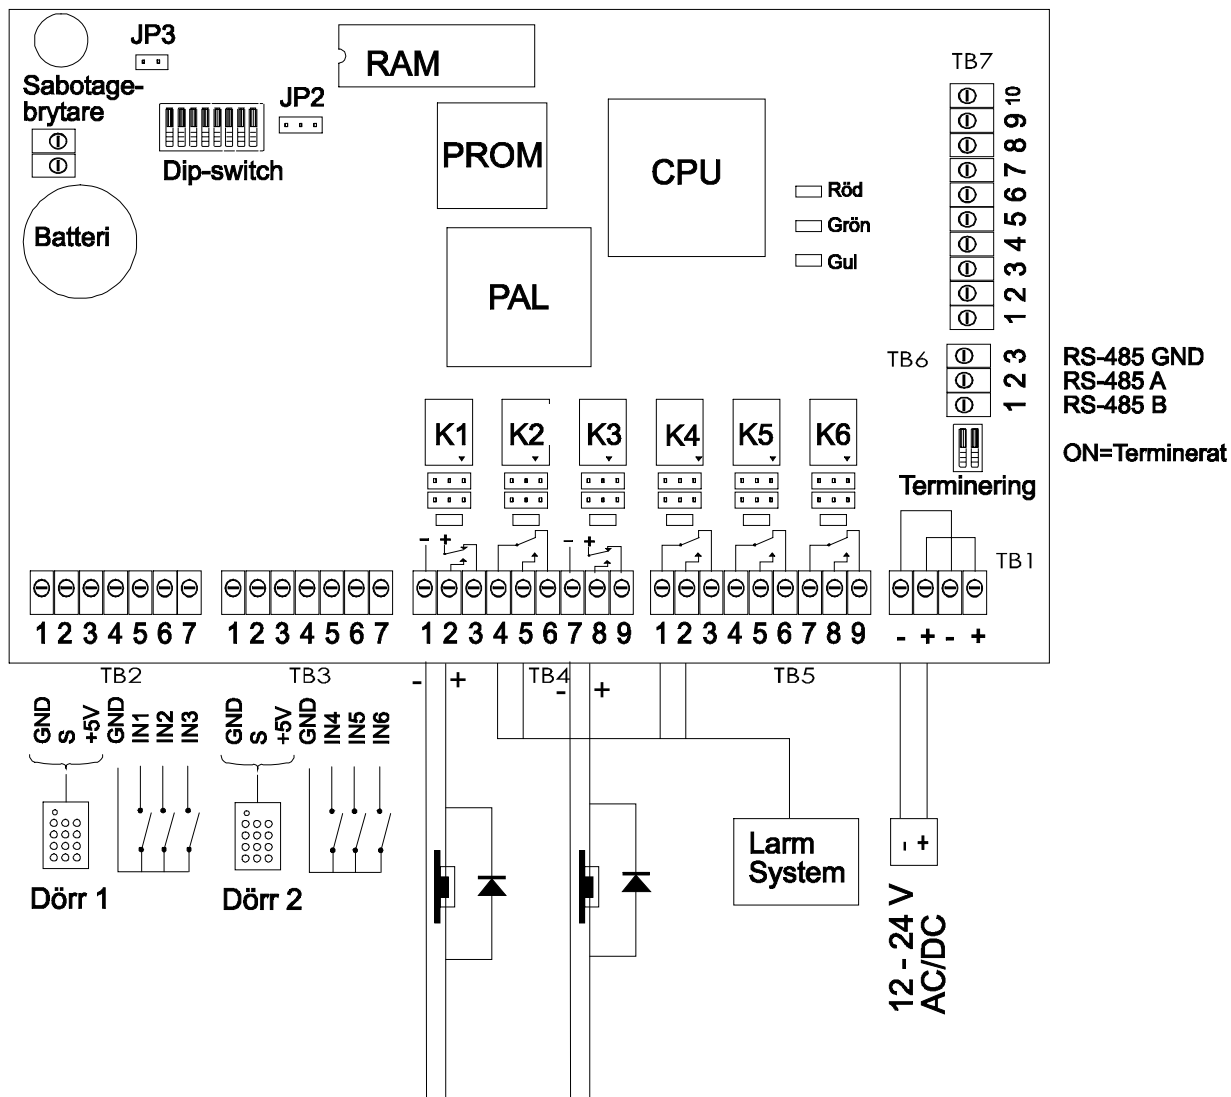 JP3
RAM
TB7
Sabotage-
brytare
JP2
Dip-switch
PROM
CPU
PAL
Batteri
Röd
Grön
Gul
10
9
8
7
6
5
4
3
2
1
TB6
3 RS-485 GND
2 RS-485 A
1 RS-485 B
ON=Terminerat
Terminering
K1 K2 K3 K4 K5 K6
- + - +
TB1
1 2 3 4 5 6 7
1 2 3 4 5 6 7
1 2 3 4 5 6 7 8 9
1 2 3 4 5 6 7 8 9
- + - +
TB2
TB3
TB4
TB5
- +
- +
GND
S
+5V
GND
IN1
IN2
IN3
GND
S
+5V
GND
IN4
IN5
IN6
Dörr 1
Dörr 2
Larm
System
- +
12 - 24 V
AC/DC